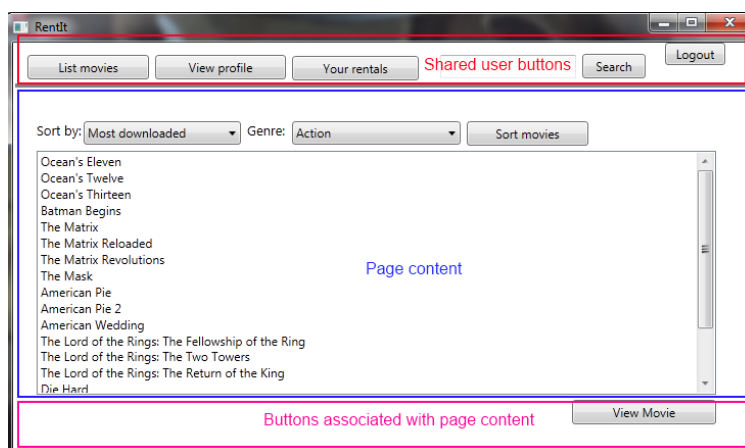 RentIt
Logout
List movies View profile Your rentals Shared user buttons Search
Sort by: Most downloaded Genre: Action Sort movies
Ocean's Eleven
Ocean's Twelve
Ocean's Thirteen
Batman Begins
The Matrix
The Matrix Reloaded
The Matrix Revolutions
The Mask
Page content
American Pie
American Pie 2
American Wedding
The Lord of the Rings: The Fellowship of the Ring
The Lord of the Rings: The Two Towers
The Lord of the Rings: The Return of the King
Die Hard
View Movie
Buttons associated with page content